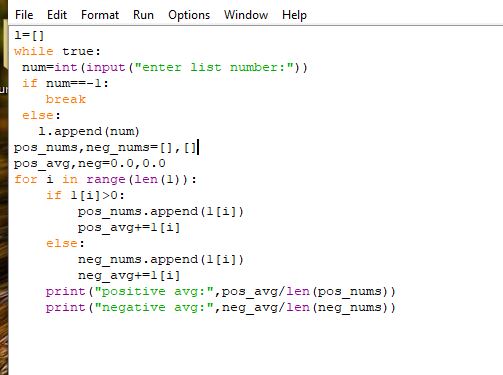 File Edit Format Run Options Window Help
l=[]
while true:
 num=int(input("enter list number:"))
 if num==-1:
    break
 else:
   l.append(num)
pos_nums,neg_nums=[],[]
pos_avg,neg=0.0,0.0
for i in range(len(l)):
    if l[i]>0:
        pos_nums.append(l[i])
        pos_avg+=l[i]
    else:
        neg_nums.append(l[i])
        neg_avg+=l[i]
    print("positive avg:",pos_avg/len(pos_nums))
    print("negative avg:",neg_avg/len(neg_nums))